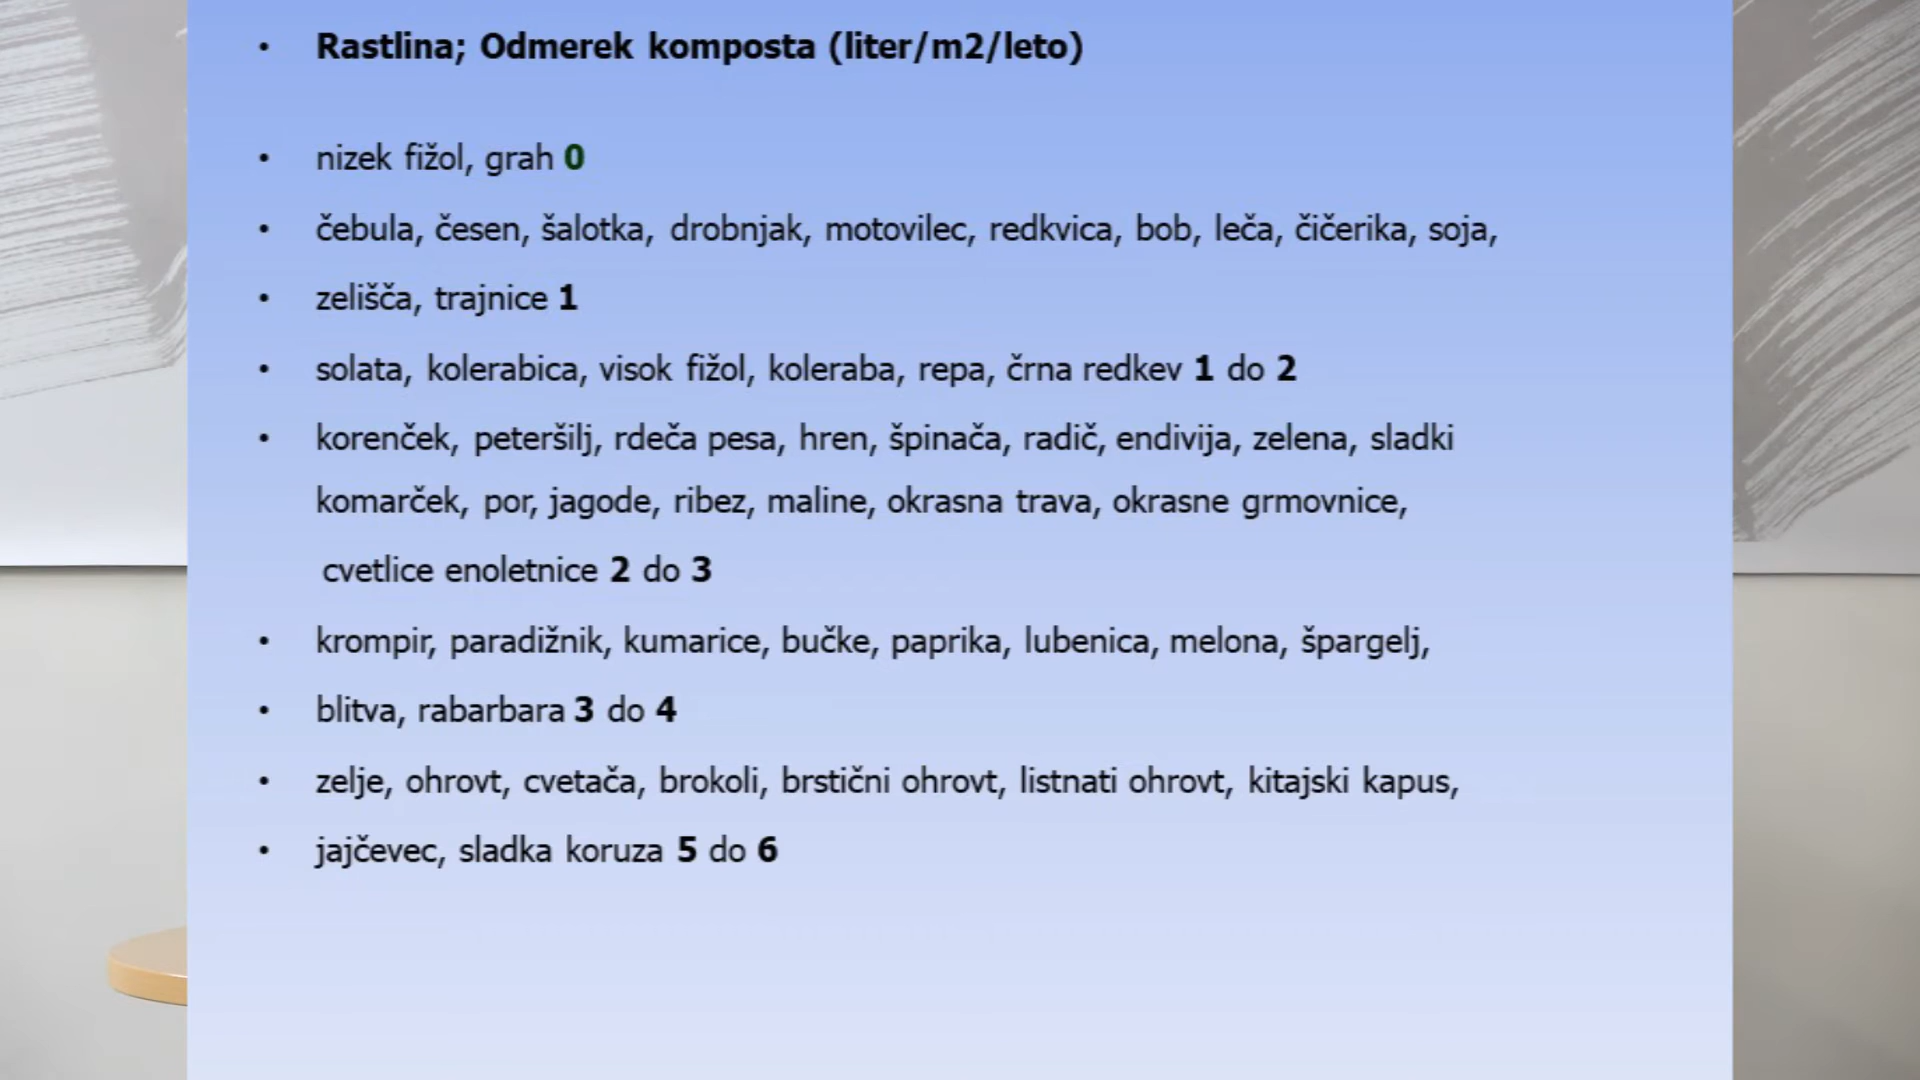 • Rastlina; Odmerek komposta (liter/m2/leto)
• nizek fižol, grah 0
• čebula, česen, šalotka, drobnjak, motovilec, redkvica, bob, leča, čičerika, soja,
• zelišča, trajnice 1
• solata, kolerabica, visok fižol, koleraba, repa, črna redkev 1 do 2
• korenček, peteršilj, rdeča pesa, hren, špinača, radič, endivija, zelena, sladki
komarček, por, jagode, ribez, maline, okrasna trava, okrasne grmovnice,
cvetlice enoletnice 2 do 3
• krompir, paradižnik, kumarice, bučke, paprika, lubenica, melona, špargelj,
• blitva, rabarbara 3 do 4
• zelje, ohrovt, cvetača, brokoli, brstični ohrovt, listnati ohrovt, kitajski kapus,
• jajčevec, sladka koruza 5 do 6